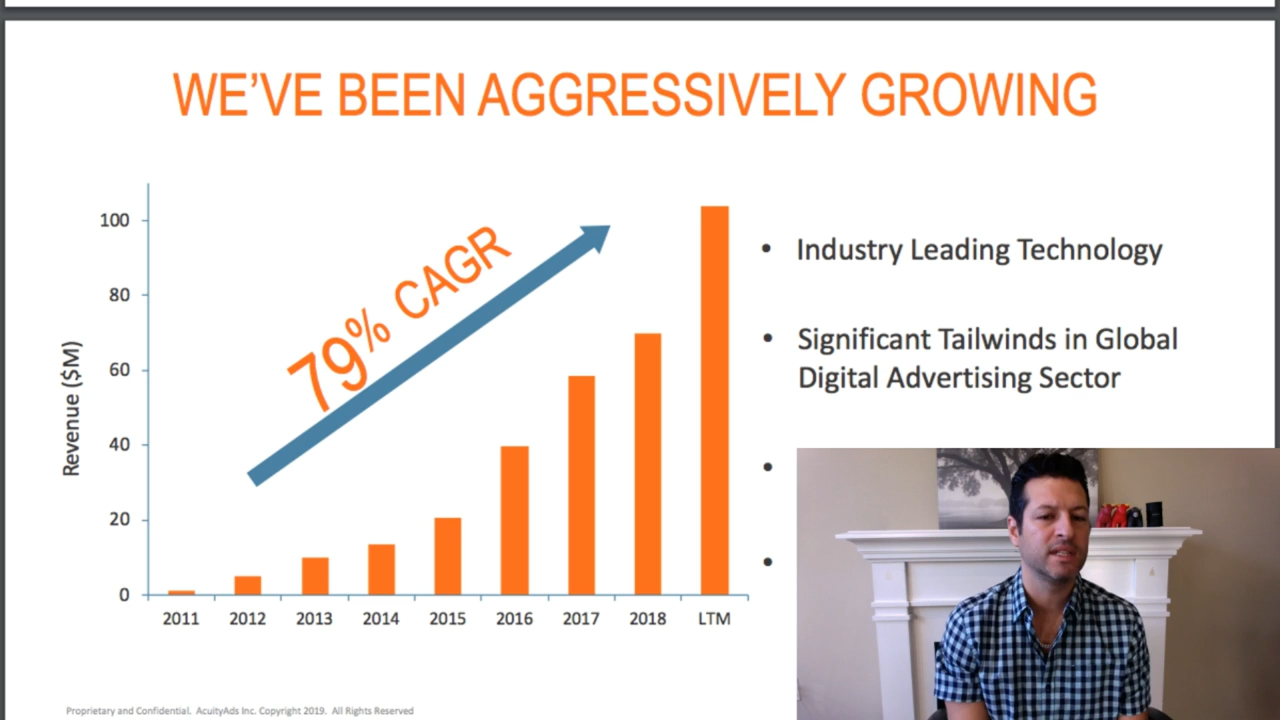 WE'VE BEEN AGGRESSIVELY GROWING
100
80
60
40
20
0
Revenue ($M)
79% CAGR
2011 2012 2013 2014 2015 2016 2017 2018 LTM
• Industry Leading Technology
• Significant Tailwinds in Global
Digital Advertising Sector
•
•
Proprietary and Confidential. AcuityAds Inc. Copyright 2019. All Rights Reserved